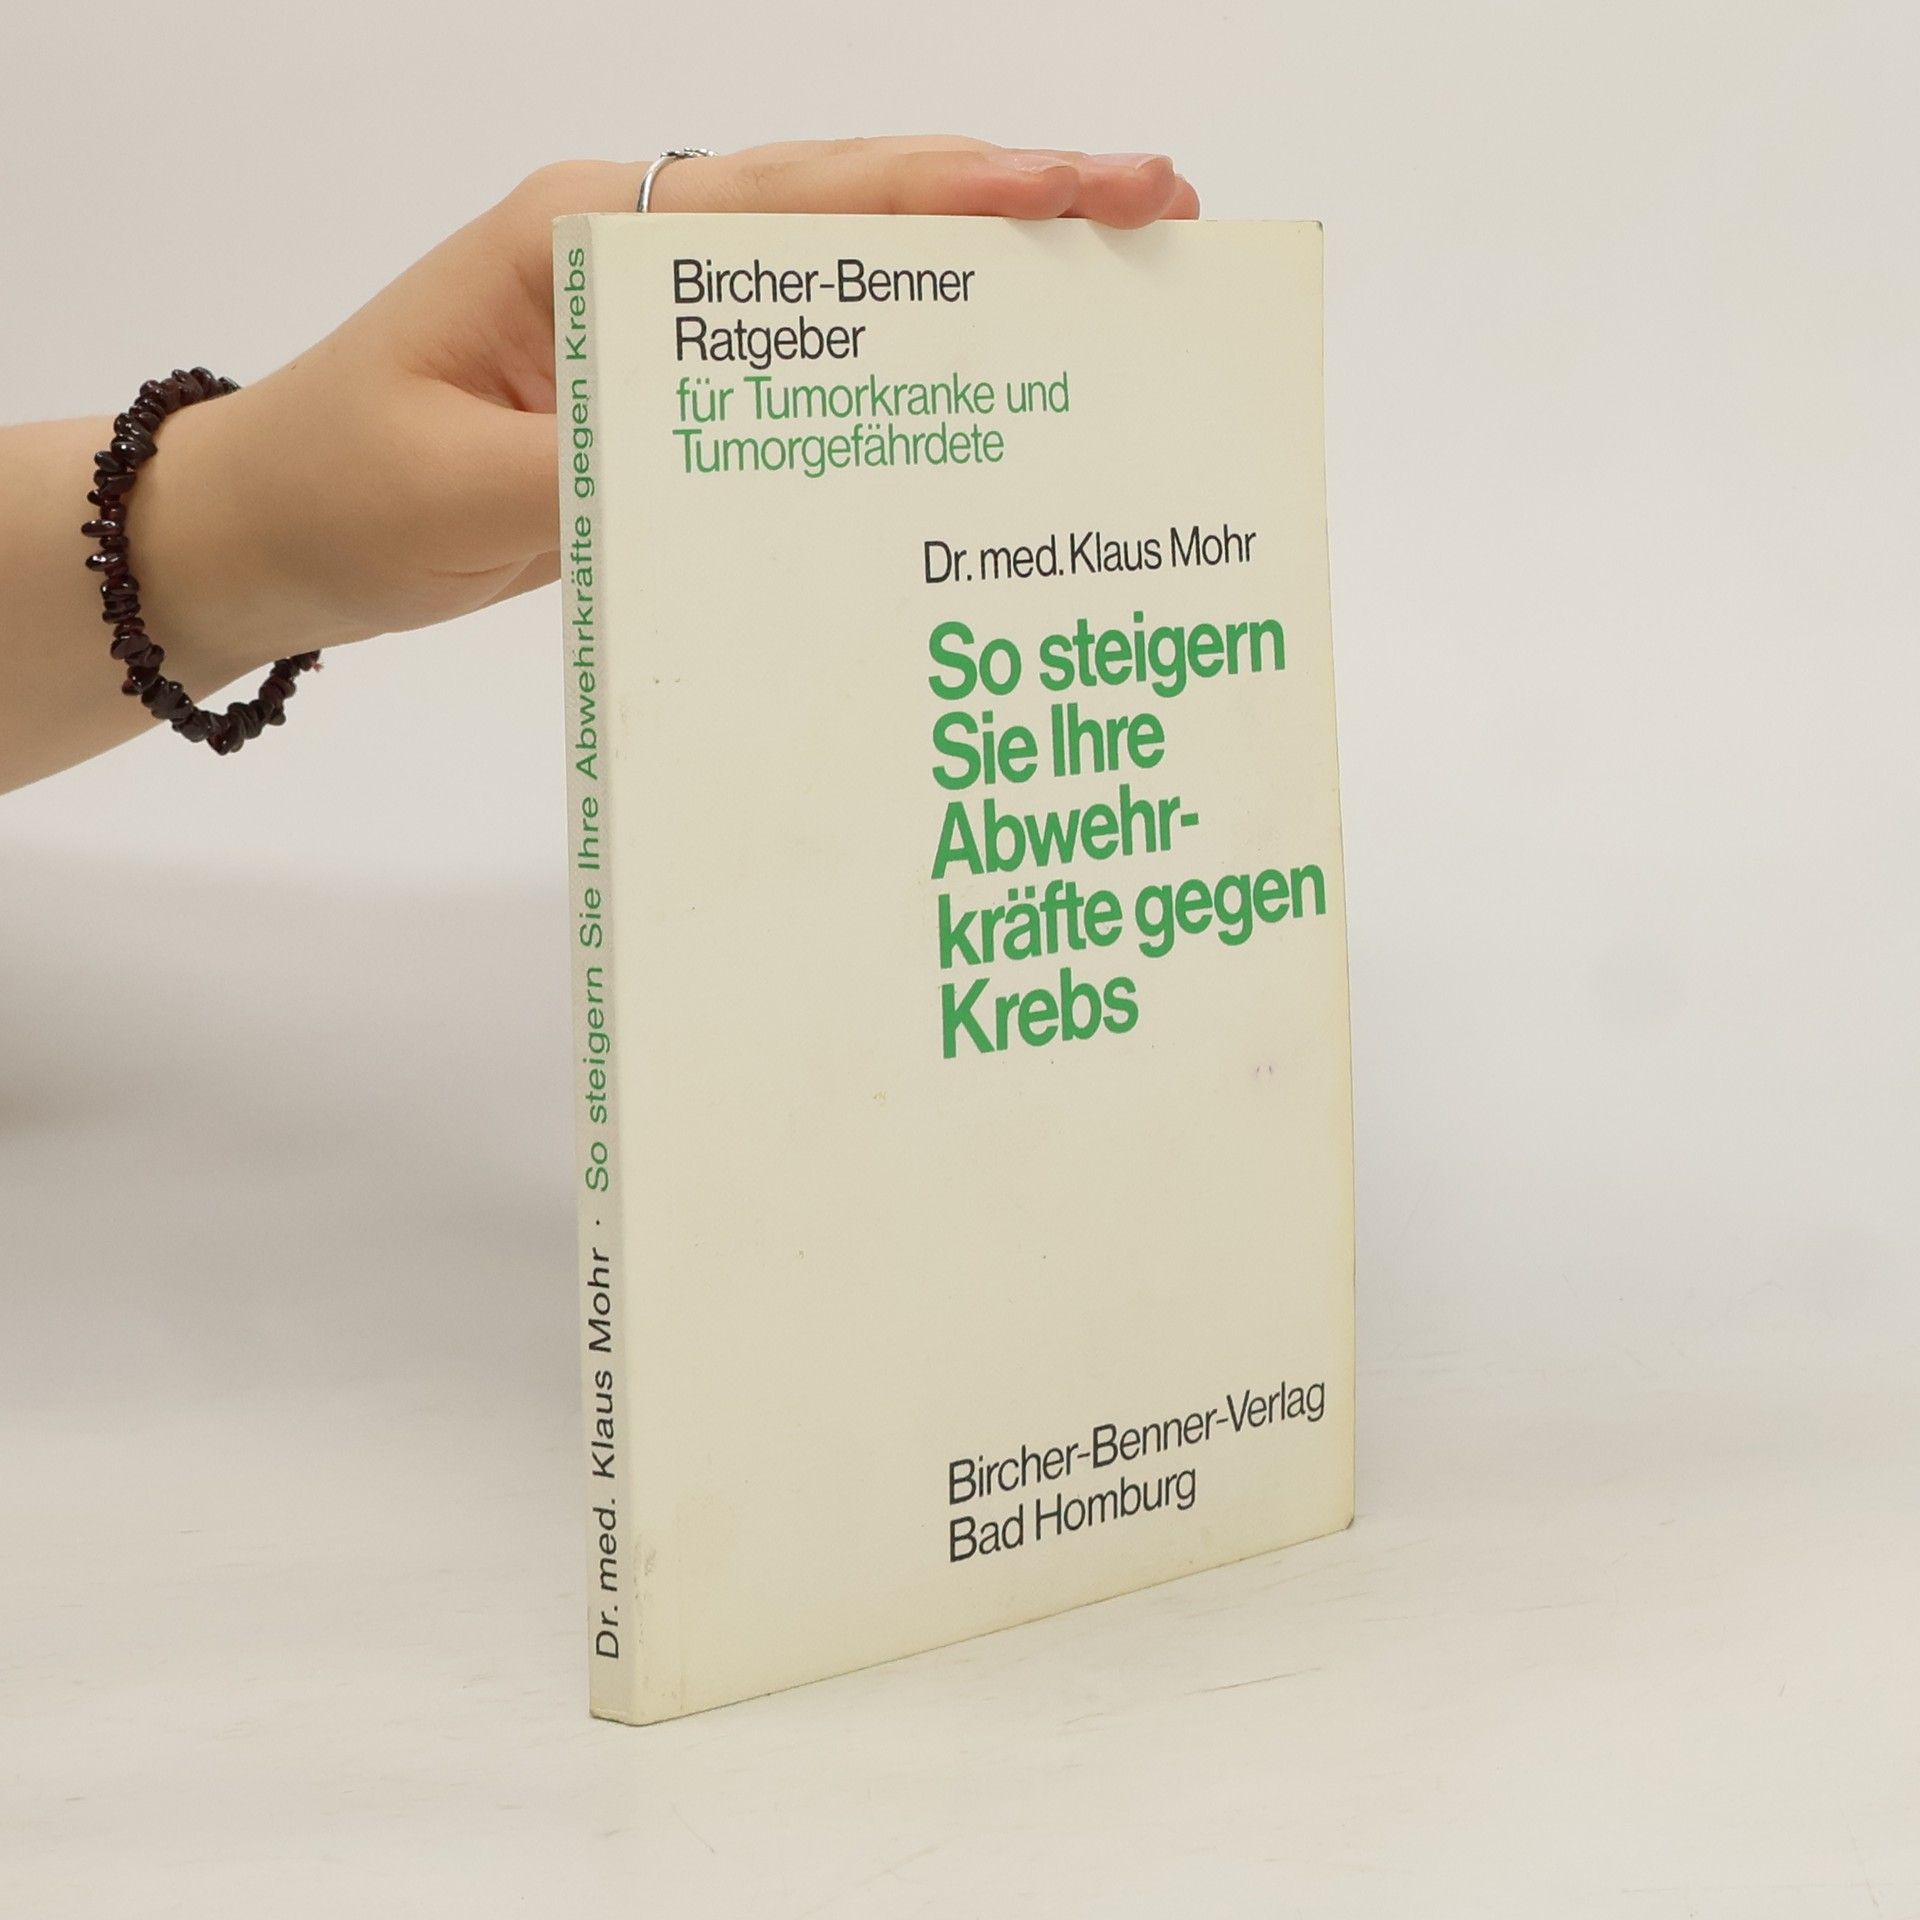 Bircher-Benner
Ratgeber
für Tumorkranke und
Tumorgefährdete
Dr. med. Klaus Mohr
So steigern
Sie Ihre
Abwehr-
kräfte gegen
Krebs
Bircher-Benner-Verlag
Bad Homburg
Dr. med. Klaus Mohr · So steigern Sie Ihre Abwehrkräfte gegen Krebs